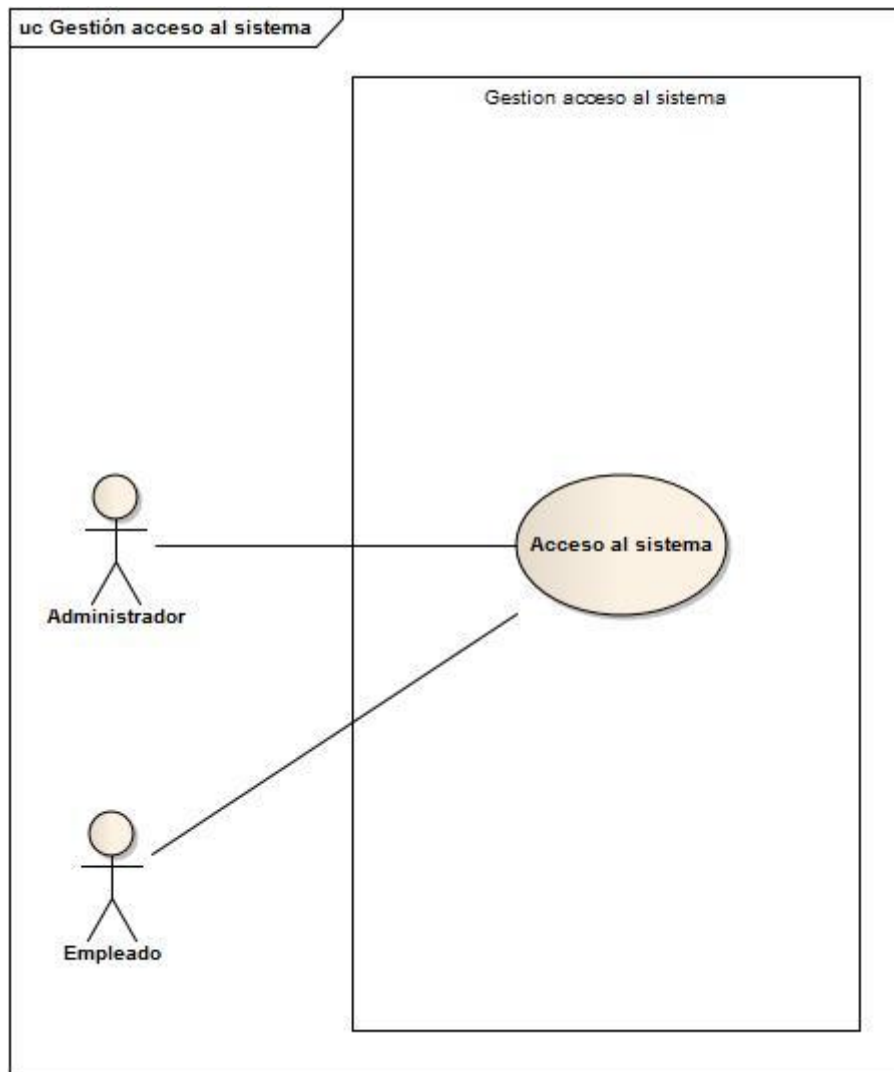 uc Gestión acceso al sistema
Gestion acceso al sistema
Acceso al sistema
Administrador
Empleado